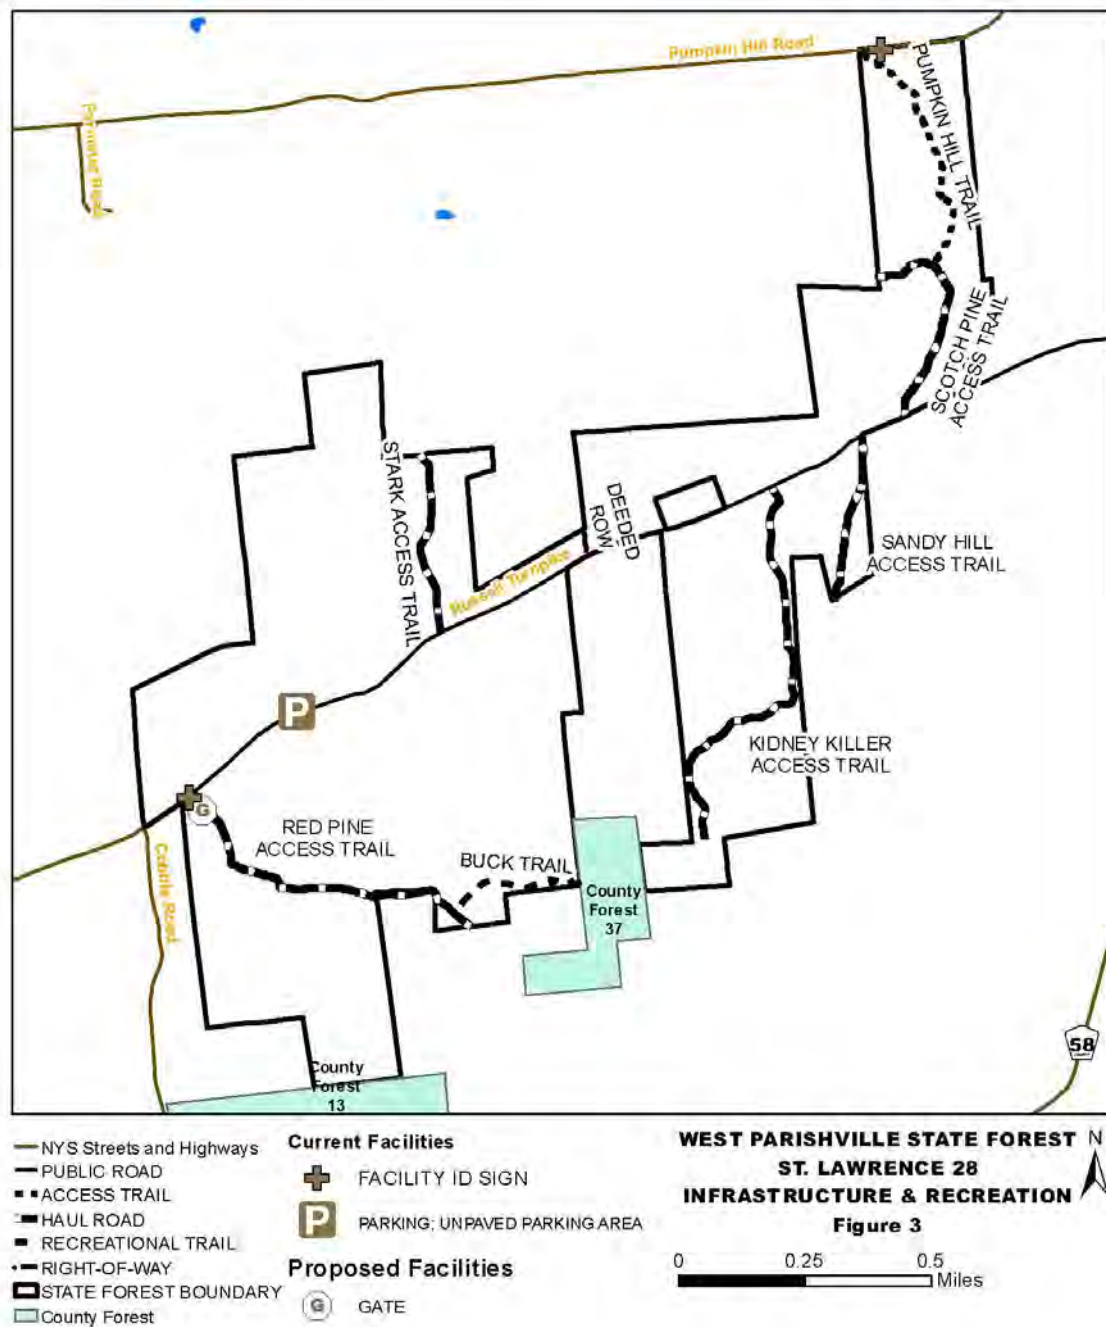 Pumpkin Hill Road
PUMPKIN HILL TRAIL
SCOTCH PINE
ACCESS TRAIL
STARK ACCESS TRAIL
DEEDED
ROW
Russell Turnpike
SANDY HILL
ACCESS TRAIL
P
KIDNEY KILLER
ACCESS TRAIL
G
RED PINE
ACCESS TRAIL
BUCK TRAIL
County
Forest
37
58
County
Forest
13
NYS Streets and Highways
PUBLIC ROAD
ACCESS TRAIL
HAUL ROAD
RECREATIONAL TRAIL
RIGHT-OF-WAY
STATE FOREST BOUNDARY
County Forest
Current Facilities
FACILITY ID SIGN
P
PARKING; UNPAVED PARKING AREA
Proposed Facilities
G
GATE
WEST PARISHVILLE STATE FOREST
ST. LAWRENCE 28
INFRASTRUCTURE & RECREATION
Figure 3
N
0 0.25 0.5
Miles